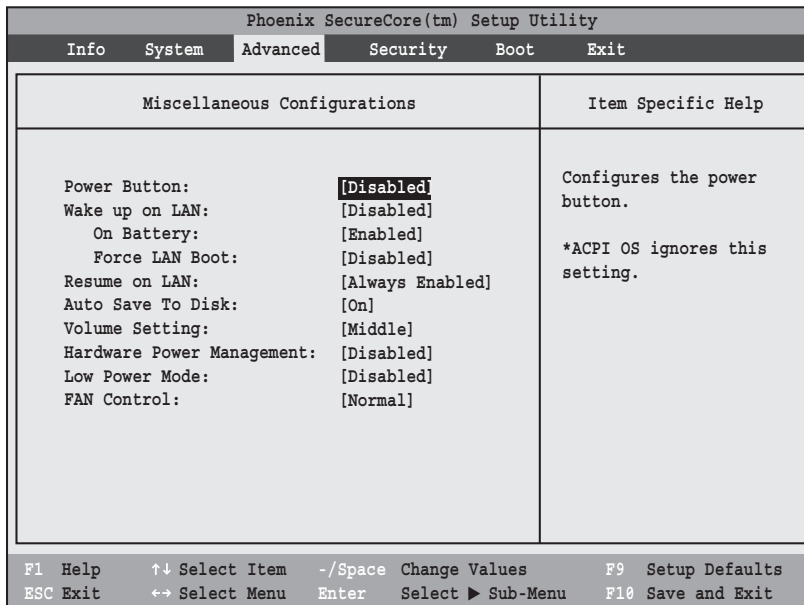 Phoenix SecureCore(tm) Setup Utility
Info System Advanced Security Boot Exit
Miscellaneous Configurations
Power Button: [Disabled]
Wake up on LAN: [Disabled]
On Battery: [Enabled]
Force LAN Boot: [Disabled]
Resume on LAN: [Always Enabled]
Auto Save To Disk: [On]
Volume Setting: [Middle]
Hardware Power Management: [Disabled]
Low Power Mode: [Disabled]
FAN Control: [Normal]
Item Specific Help
Configures the power
button.
*ACPI OS ignores this
setting.
F1 Help ↑↓ Select Item -/Space Change Values F9 Setup Defaults
ESC Exit ←→ Select Menu Enter Select ▶ Sub-Menu F10 Save and Exit